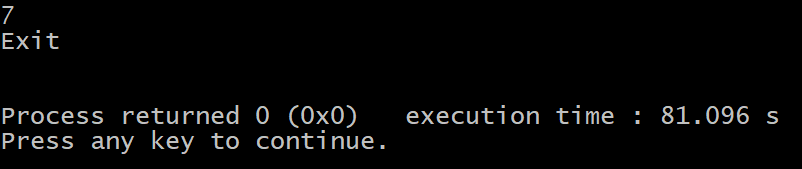 7
Exit
Process returned 0 (0x0)   execution time : 81.096 s
Press any key to continue.